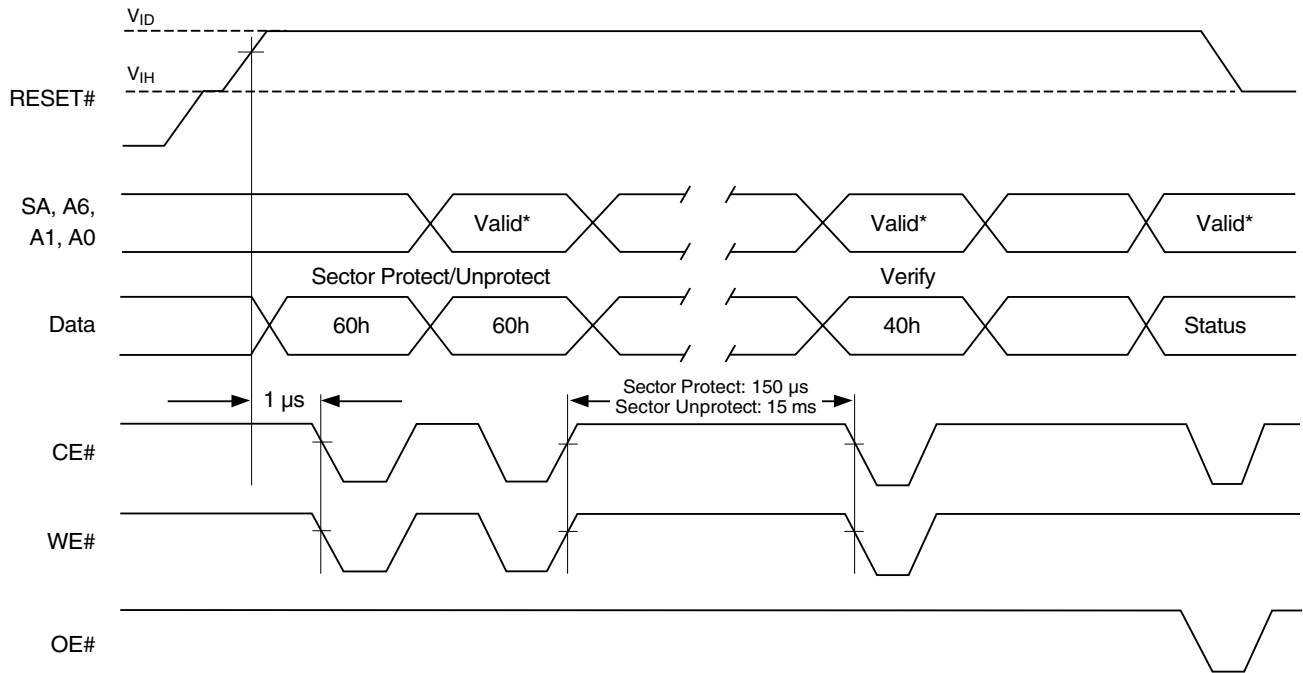 VID
VIH
RESET#
SA, A6,
A1, A0
Valid* Valid* Valid*
Sector Protect/Unprotect Verify
Data 60h 60h 40h Status
1 µs
Sector Protect: 150 µs
Sector Unprotect: 15 ms
CE#
WE#
OE#